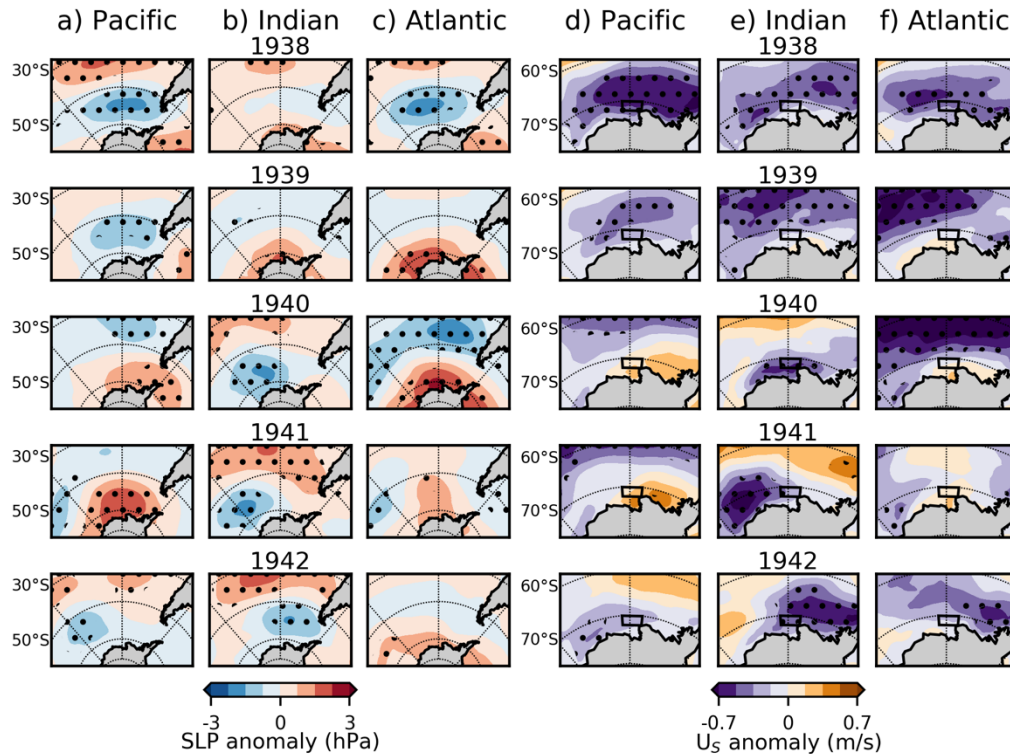 a) Pacific b) Indian c) Atlantic d) Pacific e) Indian f) Atlantic
1938 1938
30°S 60°S
50°S 70°S
1939 1939
30°S 60°S
50°S 70°S
1940 1940
30°S 60°S
50°S 70°S
1941 1941
30°S 60°S
50°S 70°S
1942 1942
30°S 60°S
50°S 70°S
-3 0 3 -0.7 0 0.7
SLP anomaly (hPa) U_S anomaly (m/s)